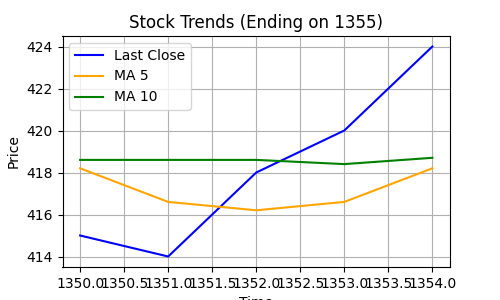 Stock Trends (Ending on 1355)
Last Close
MA 5
MA 10
424
422
420
418
416
414
Price
1350.0 1350.5 1351.0 1351.5 1352.0 1352.5 1353.0 1353.5 1354.0
Time